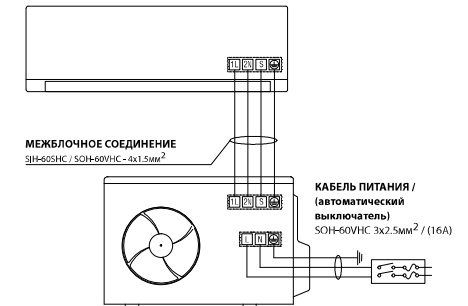 1L 2N S
МЕЖБЛОЧНОЕ СОЕДИНЕНИЕ
SIH-60SHC / SOH-60VHC - 4x1.5мм²
КАБЕЛЬ ПИТАНИЯ /
(автоматический
выключатель)
SOH-60VHC 3x2.5мм² / (16А)
1L 2N S
L N